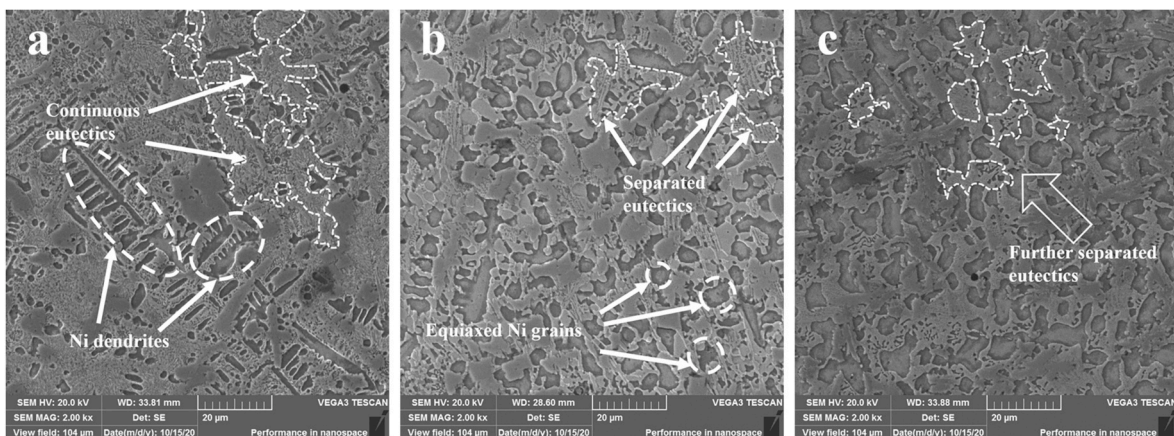 a
Continuous
eutectics
Ni dendrites
SEM HV: 20.0 kV WD: 33.81 mm VEGA3 TESCAN
SEM MAG: 2.00 kx Det: SE 20 µm
View field: 104 µm Date(m/d/y): 10/15/20 Performance in nanospace
b
Separated
eutectics
Equiaxed Ni grains
SEM HV: 20.0 kV WD: 28.60 mm VEGA3 TESCAN
SEM MAG: 2.00 kx Det: SE 20 µm
View field: 104 µm Date(m/d/y): 10/15/20 Performance in nanospace
c
Further separated
eutectics
SEM HV: 20.0 kV WD: 33.88 mm VEGA3 TESCAN
SEM MAG: 2.00 kx Det: SE 20 µm
View field: 104 µm Date(m/d/y): 10/15/20 Performance in nanospace